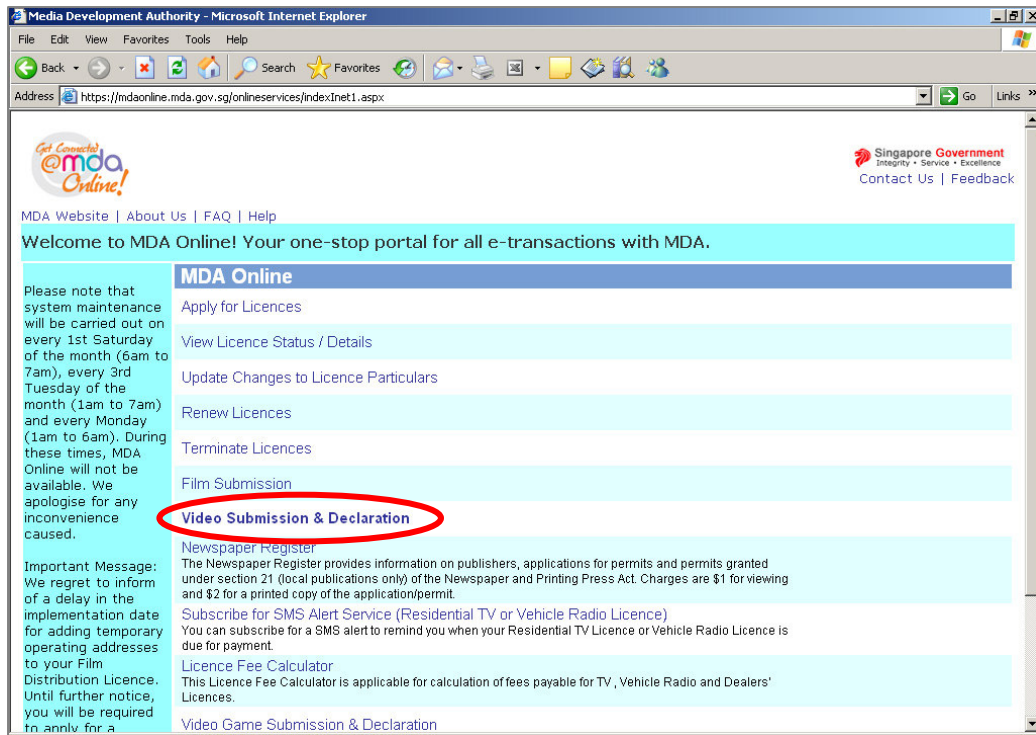 Media Development Authority - Microsoft Internet Explorer
File Edit View Favorites Tools Help
Back Search Favorites
Address https://mdaonline.mda.gov.sg/onlineservices/indexInet1.aspx Go Links »
Get Connected
@mda
Online!
Singapore Government
Integrity • Service • Excellence
Contact Us | Feedback
MDA Website | About Us | FAQ | Help
Welcome to MDA Online! Your one-stop portal for all e-transactions with MDA.
Please note that
system maintenance
will be carried out on
every 1st Saturday
of the month (6am to
7am), every 3rd
Tuesday of the
month (1am to 7am)
and every Monday
(1am to 6am). During
these times, MDA
Online will not be
available. We
apologise for any
inconvenience
caused.
Important Message:
We regret to inform
of a delay in the
implementation date
for adding temporary
operating addresses
to your Film
Distribution Licence.
Until further notice,
you will be required
to apply for a
MDA Online
Apply for Licences
View Licence Status / Details
Update Changes to Licence Particulars
Renew Licences
Terminate Licences
Film Submission
Video Submission & Declaration
Newspaper Register
The Newspaper Register provides information on publishers, applications for permits and permits granted
under section 21 (local publications only) of the Newspaper and Printing Press Act. Charges are $1 for viewing
and $2 for a printed copy of the application/permit.
Subscribe for SMS Alert Service (Residential TV or Vehicle Radio Licence)
You can subscribe for a SMS alert to remind you when your Residential TV Licence or Vehicle Radio Licence is
due for payment.
Licence Fee Calculator
This Licence Fee Calculator is applicable for calculation of fees payable for TV , Vehicle Radio and Dealers'
Licences.
Video Game Submission & Declaration